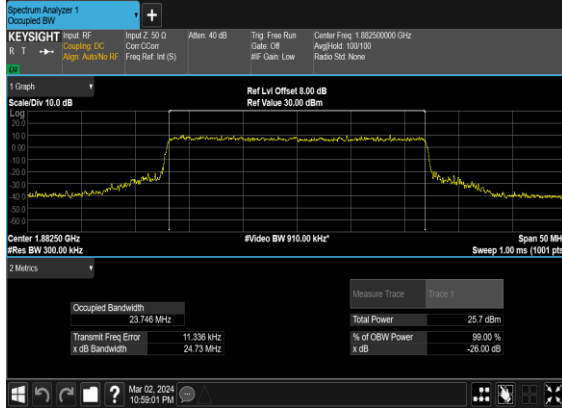 Spectrum Analyzer 1
Occupied BW
KEYSIGHT Input: RF Input Z: 50 Ω Atten: 40 dB Trig: Free Run Center Freq: 1.882500000 GHz
R T Coupling: DC Corr CCorr Gate: Off Avg|Hold: 100/100
Align: Auto/No RF Freq Ref: Int (S) #IF Gain: Low Radio Std: None
1 Graph
Ref Lvl Offset 8.00 dB
Scale/Div 10.0 dB Ref Value 30.00 dBm
Log
20.0
10.0
0.00
-10.0
-20.0
-30.0
-40.0
-50.0
-60.0
Center 1.88250 GHz #Video BW 910.00 kHz* Span 50 MH
#Res BW 300.00 kHz Sweep 1.00 ms (1001 pts
2 Metrics
Measure Trace Trace 1
Occupied Bandwidth
23.746 MHz Total Power 25.7 dBm
Transmit Freq Error 11.336 kHz % of OBW Power 99.00 %
x dB Bandwidth 24.73 MHz x dB -26.00 dB
? Mar 02, 2024
10:59:01 PM